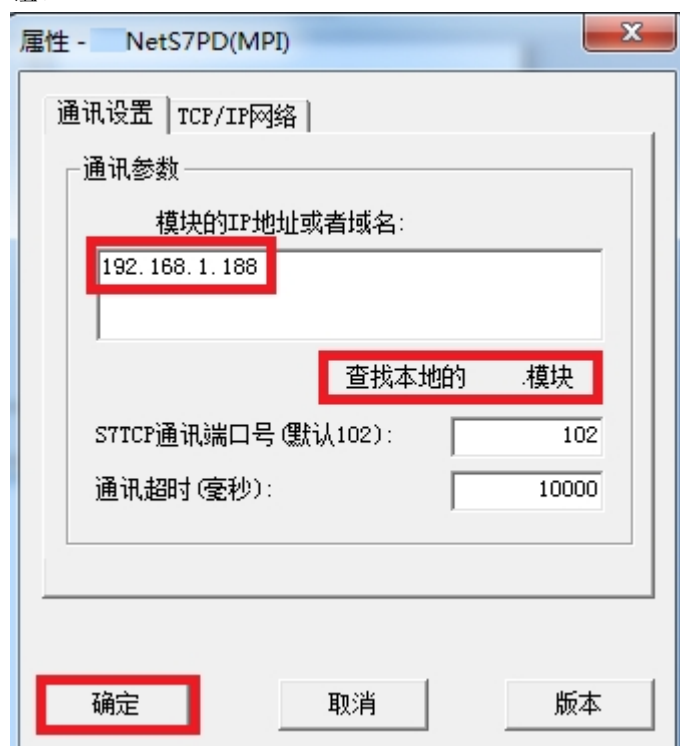 属性 - NetS7PD(MPI)
x
通讯设置 TCP/IP网络
通讯参数
模块的IP地址或者域名:
192.168.1.188
查找本地的 .模块
S7TCP通讯端口号(默认102): 102
通讯超时(毫秒): 10000
确定 取消 版本